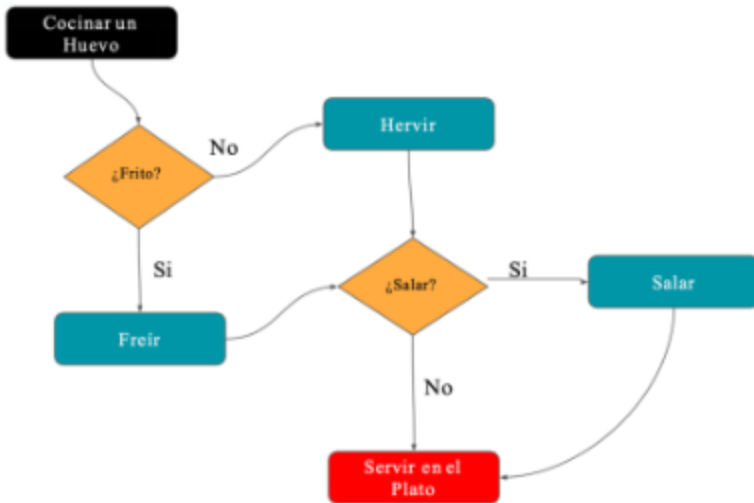 Cocinar un
Huevo
¿Frito?
No
Hervir
Si
Freír
¿Salar?
Si
Salar
No
Servir en el
Plato